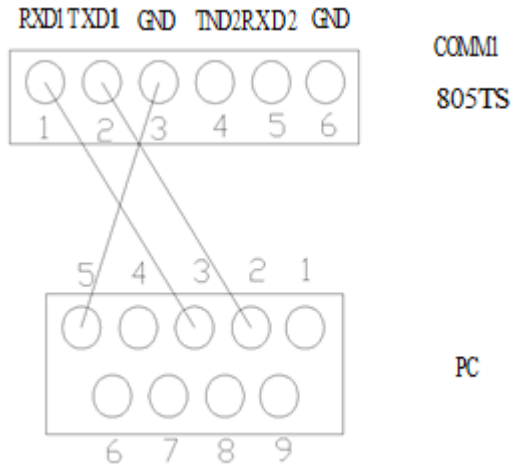 RXD1 TXD1 GND TND2 RXD2 GND
COMM1
805TS
1 2 3 4 5 6
5 4 3 2 1
PC
6 7 8 9